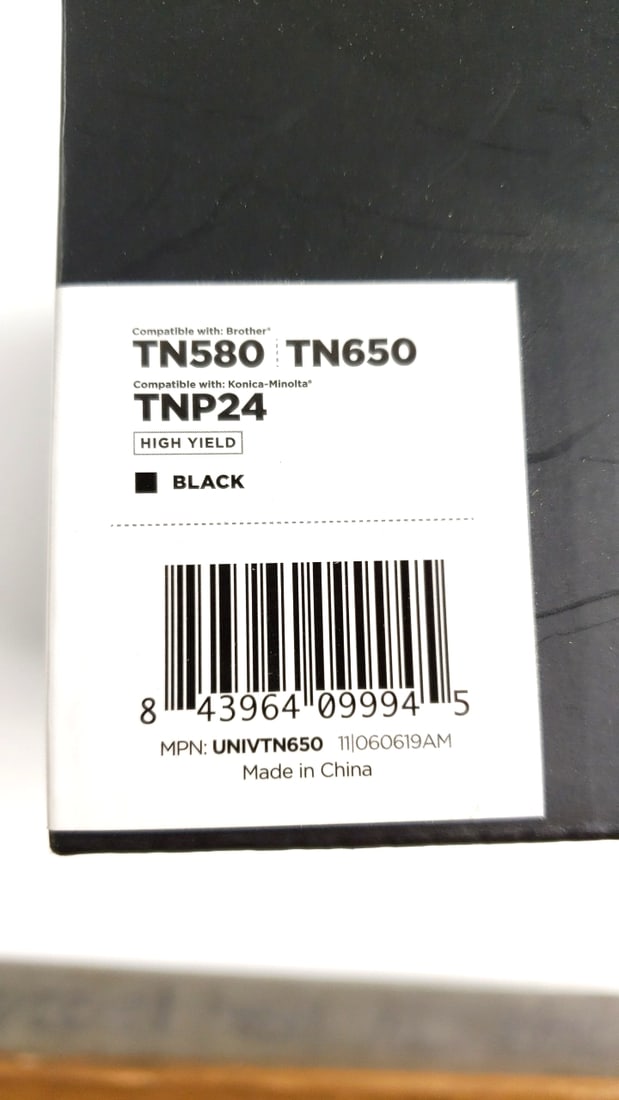 Compatible with: Brother®
TN580 TN650
Compatible with: Konica-Minolta®
TNP24
HIGH YIELD
BLACK
8 43964 09994 5
MPN: UNIVTN650 11|060619AM
Made in China